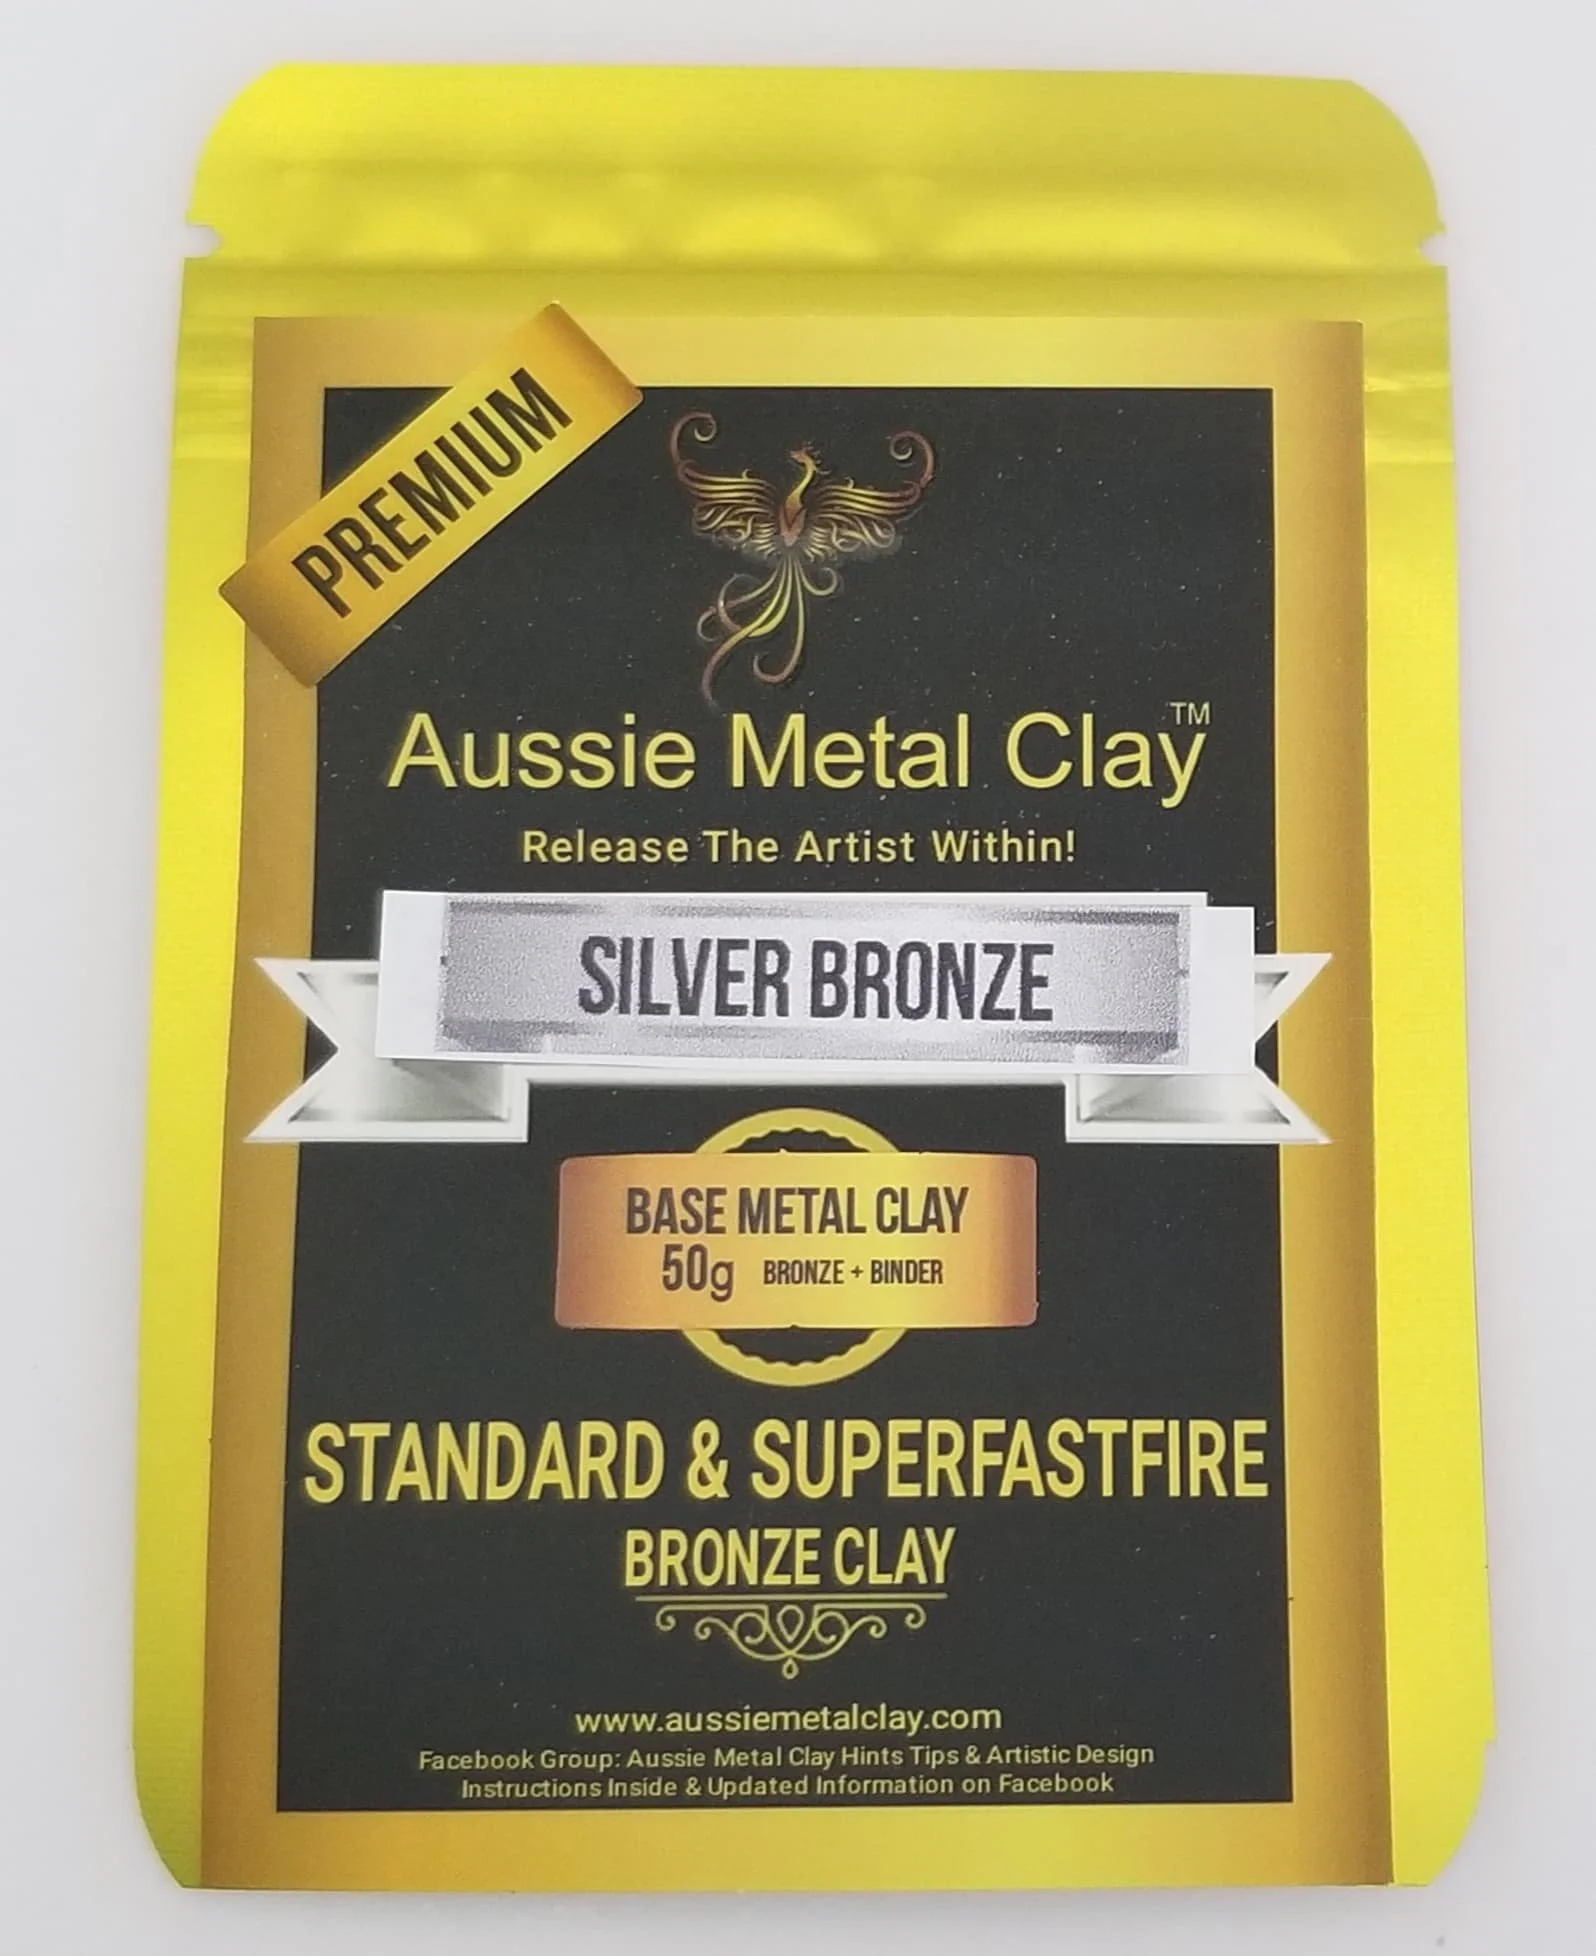 PREMIUM
Aussie Metal Clay™
Release The Artist Within!
SILVER BRONZE
BASE METAL CLAY
50g BRONZE + BINDER
STANDARD & SUPERFASTFIRE
BRONZE CLAY
www.aussiemetalclay.com
Facebook Group: Aussie Metal Clay Hints Tips & Artistic Design
Instructions Inside & Updated Information on Facebook